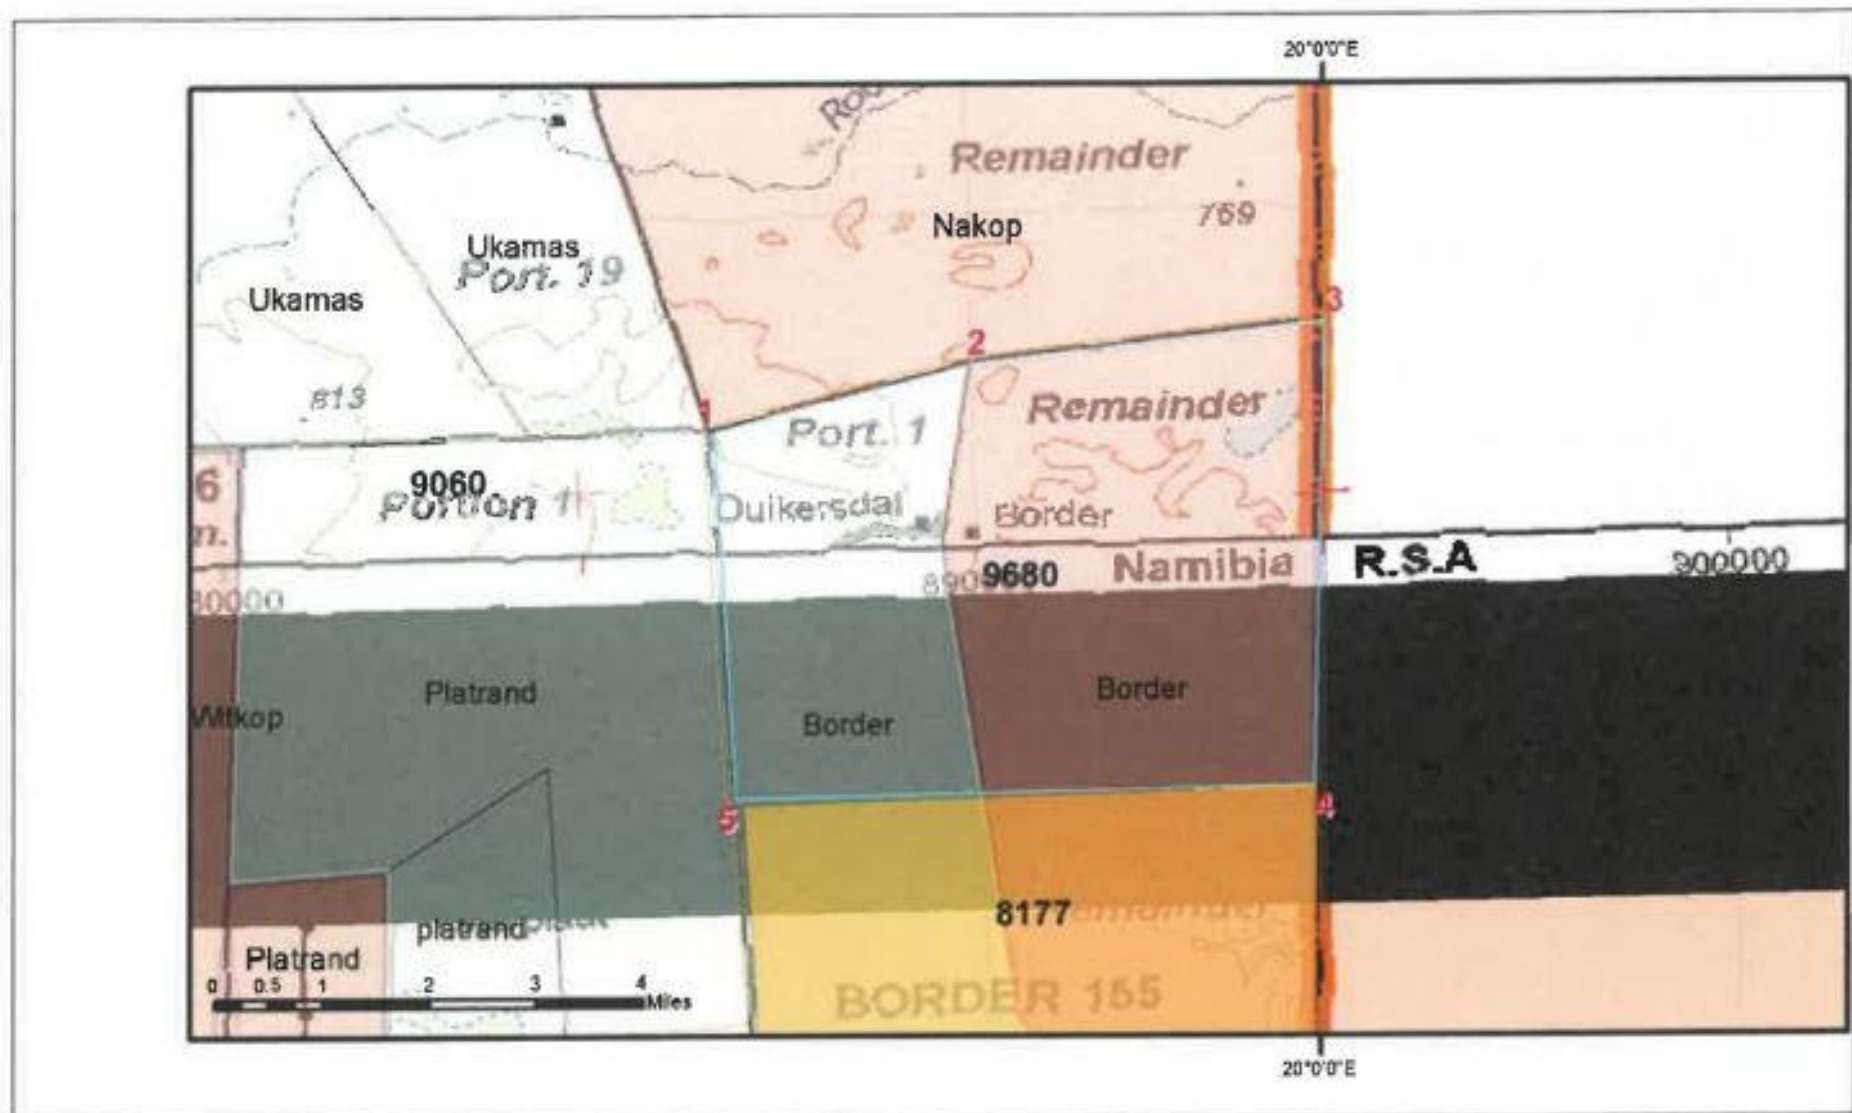 20°0'0"E
Remainder
769
Nakop
Ukamas
Port. 19
Ukamas
3
2
813
Remainder
1
Port. 1
9060
Portion 1
6
n.
Duikersdal
Border
Namibia
R.S.A
9680
900000
Platrand
Border
Border
Witkop
5
4
8177
platrand
Platrand
BORDER 155
0 0.5 1 2 3 4
Miles
20°0'0"E